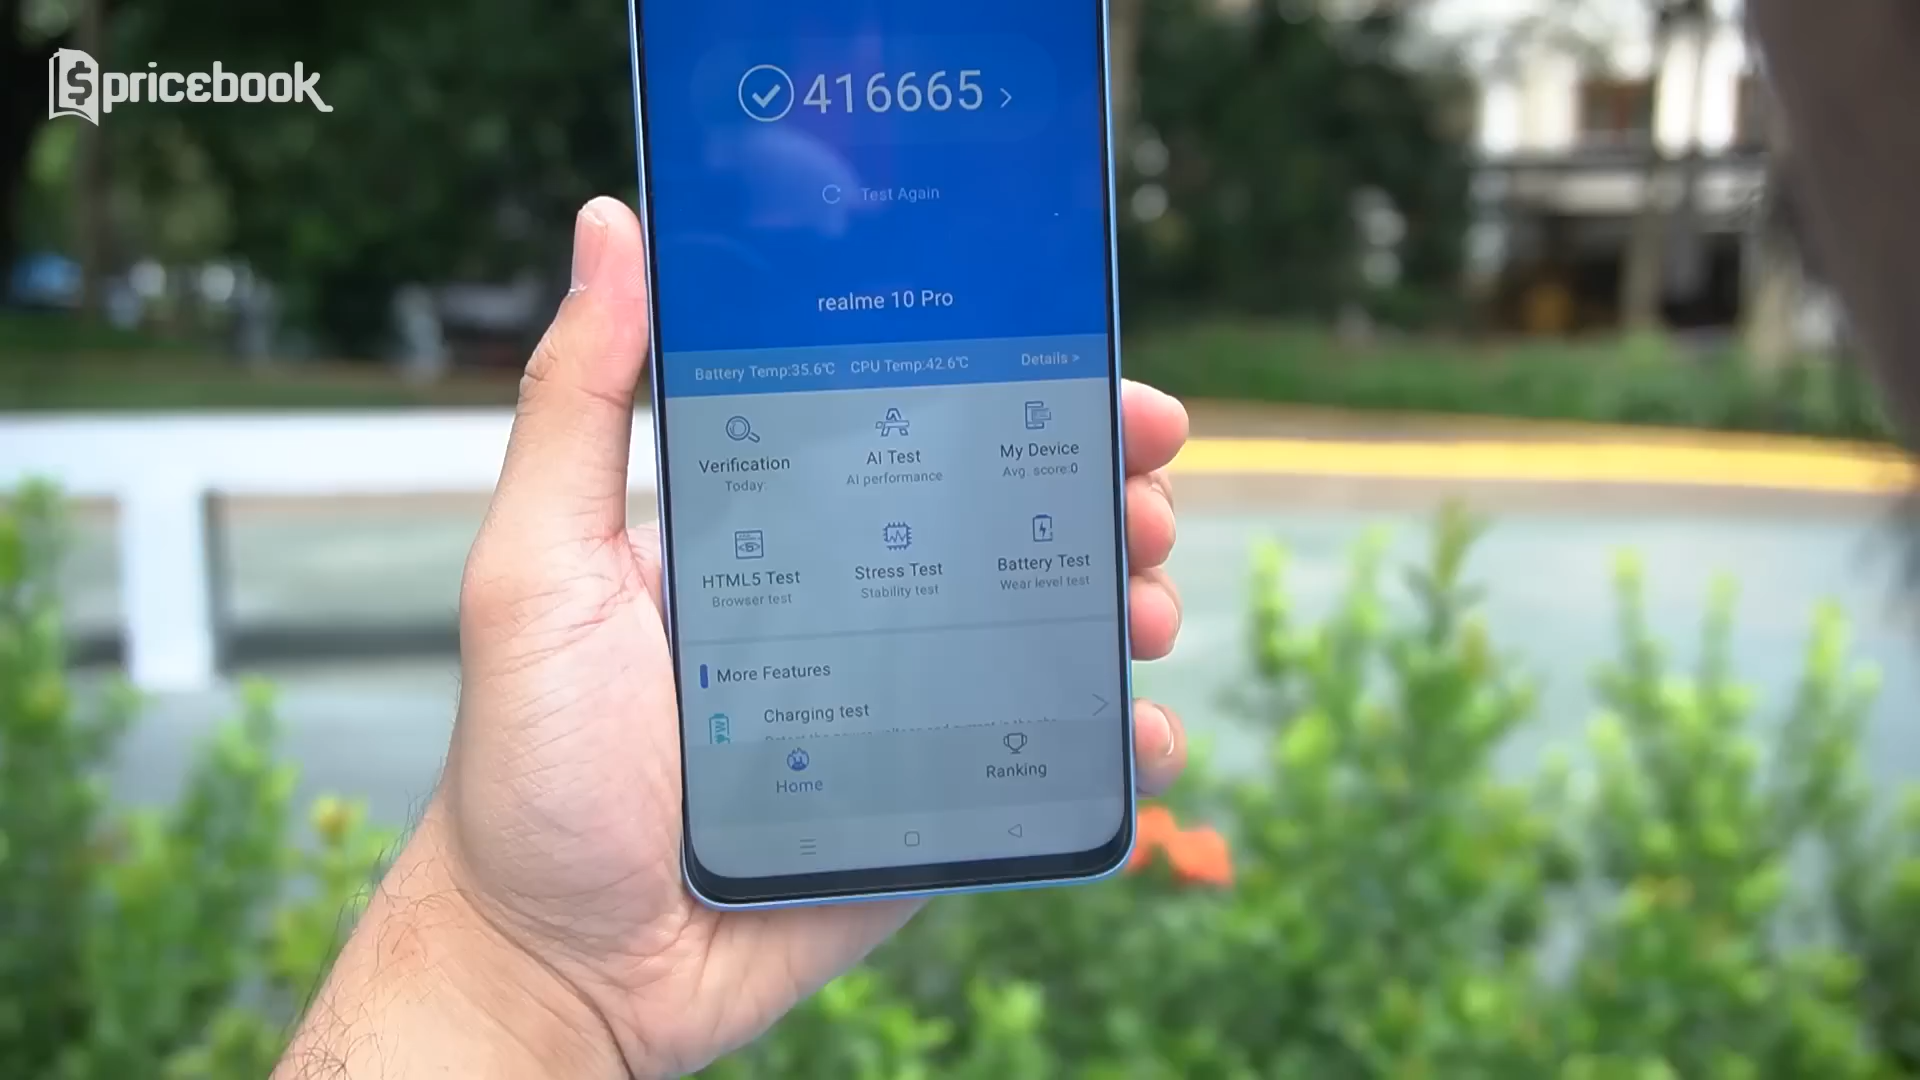 pricebook
416665 >
Test Again
realme 10 Pro
Battery Temp:35.6℃ CPU Temp:42.6℃ Details >
Verification
Today:
AI Test
AI performance
My Device
Avg. score:0
HTML5 Test
Browser test
Stress Test
Stability test
Battery Test
Wear level test
More Features
Charging test
Home
Ranking